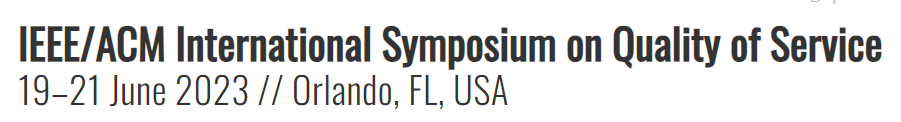 IEEE/ACM International Symposium on Quality of Service
19–21 June 2023 // Orlando, FL, USA